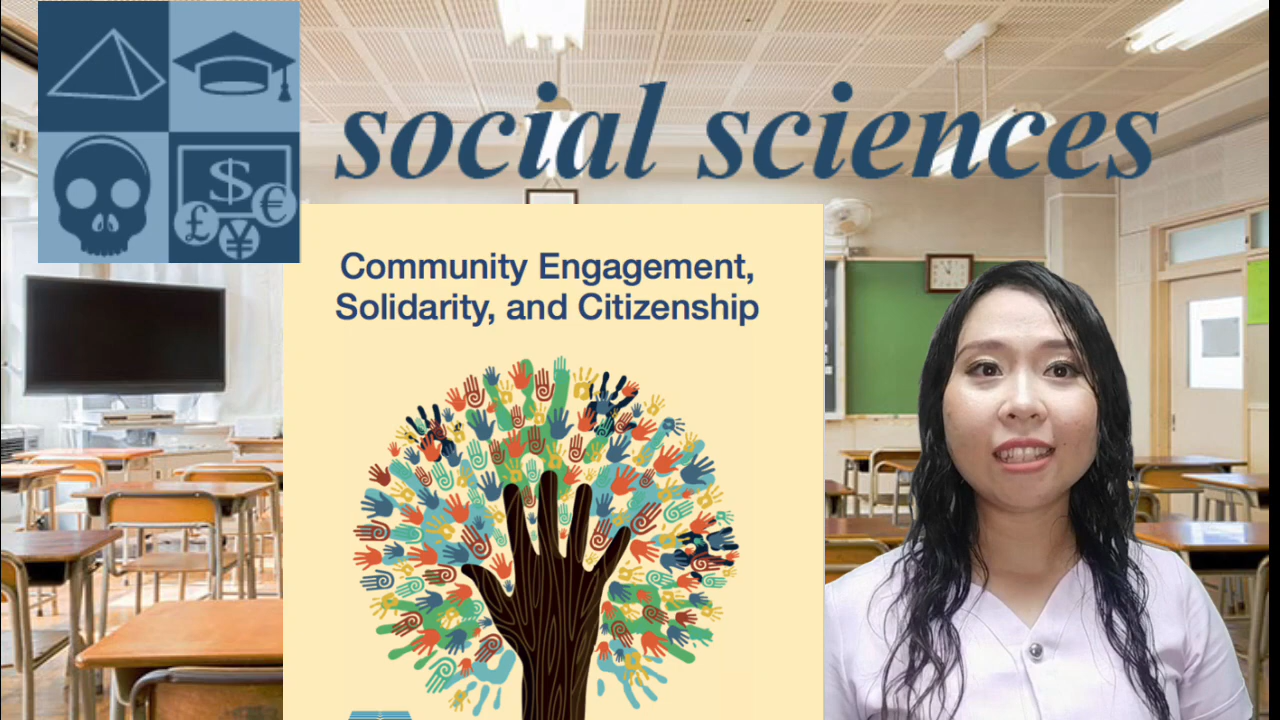 social sciences
$
£
€
¥
Community Engagement,
Solidarity, and Citizenship